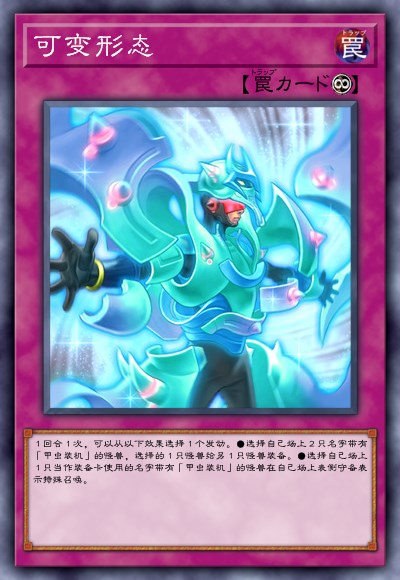 可变形态
トラップ
罠
トラップ
【罠カード】
1回合1次，可以从以下效果选择1个发动。●选择自己场上2只名字带有
「甲虫装机」的怪兽，选择的1只怪兽给另1只怪兽装备。●选择自己场上
1只当作装备卡使用的名字带有「甲虫装机」的怪兽在自己场上表侧守备表
示特殊召唤。